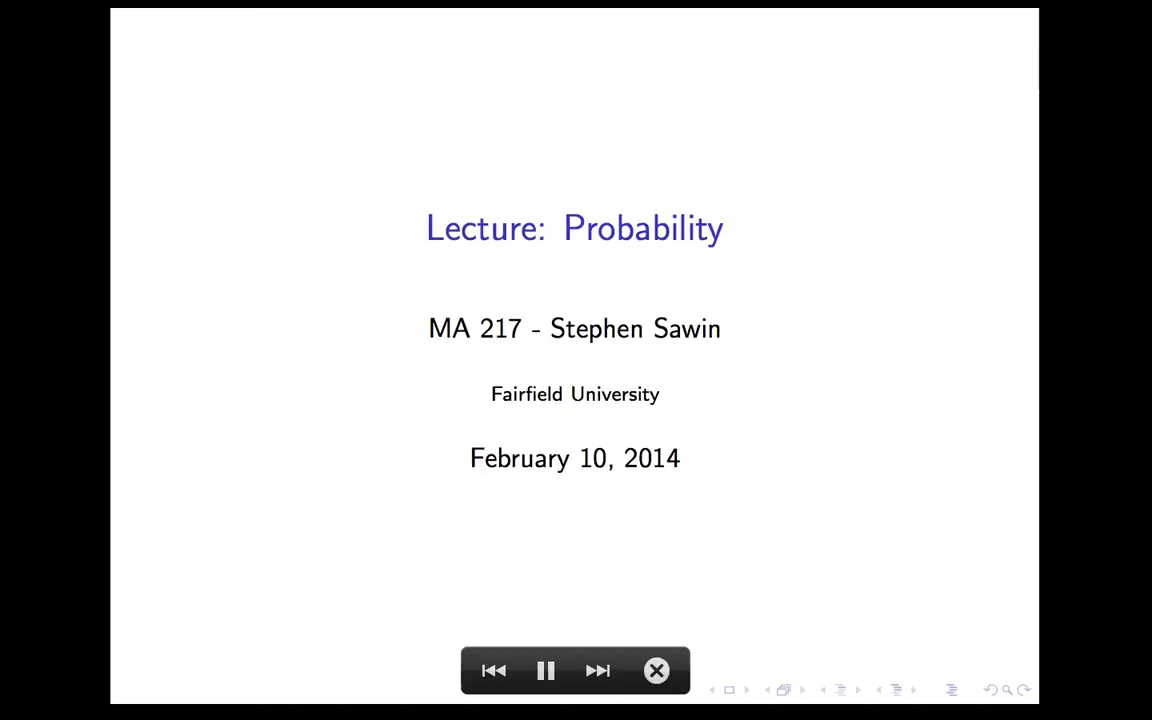 Lecture: Probability
MA 217 - Stephen Sawin
Fairfield University
February 10, 2014